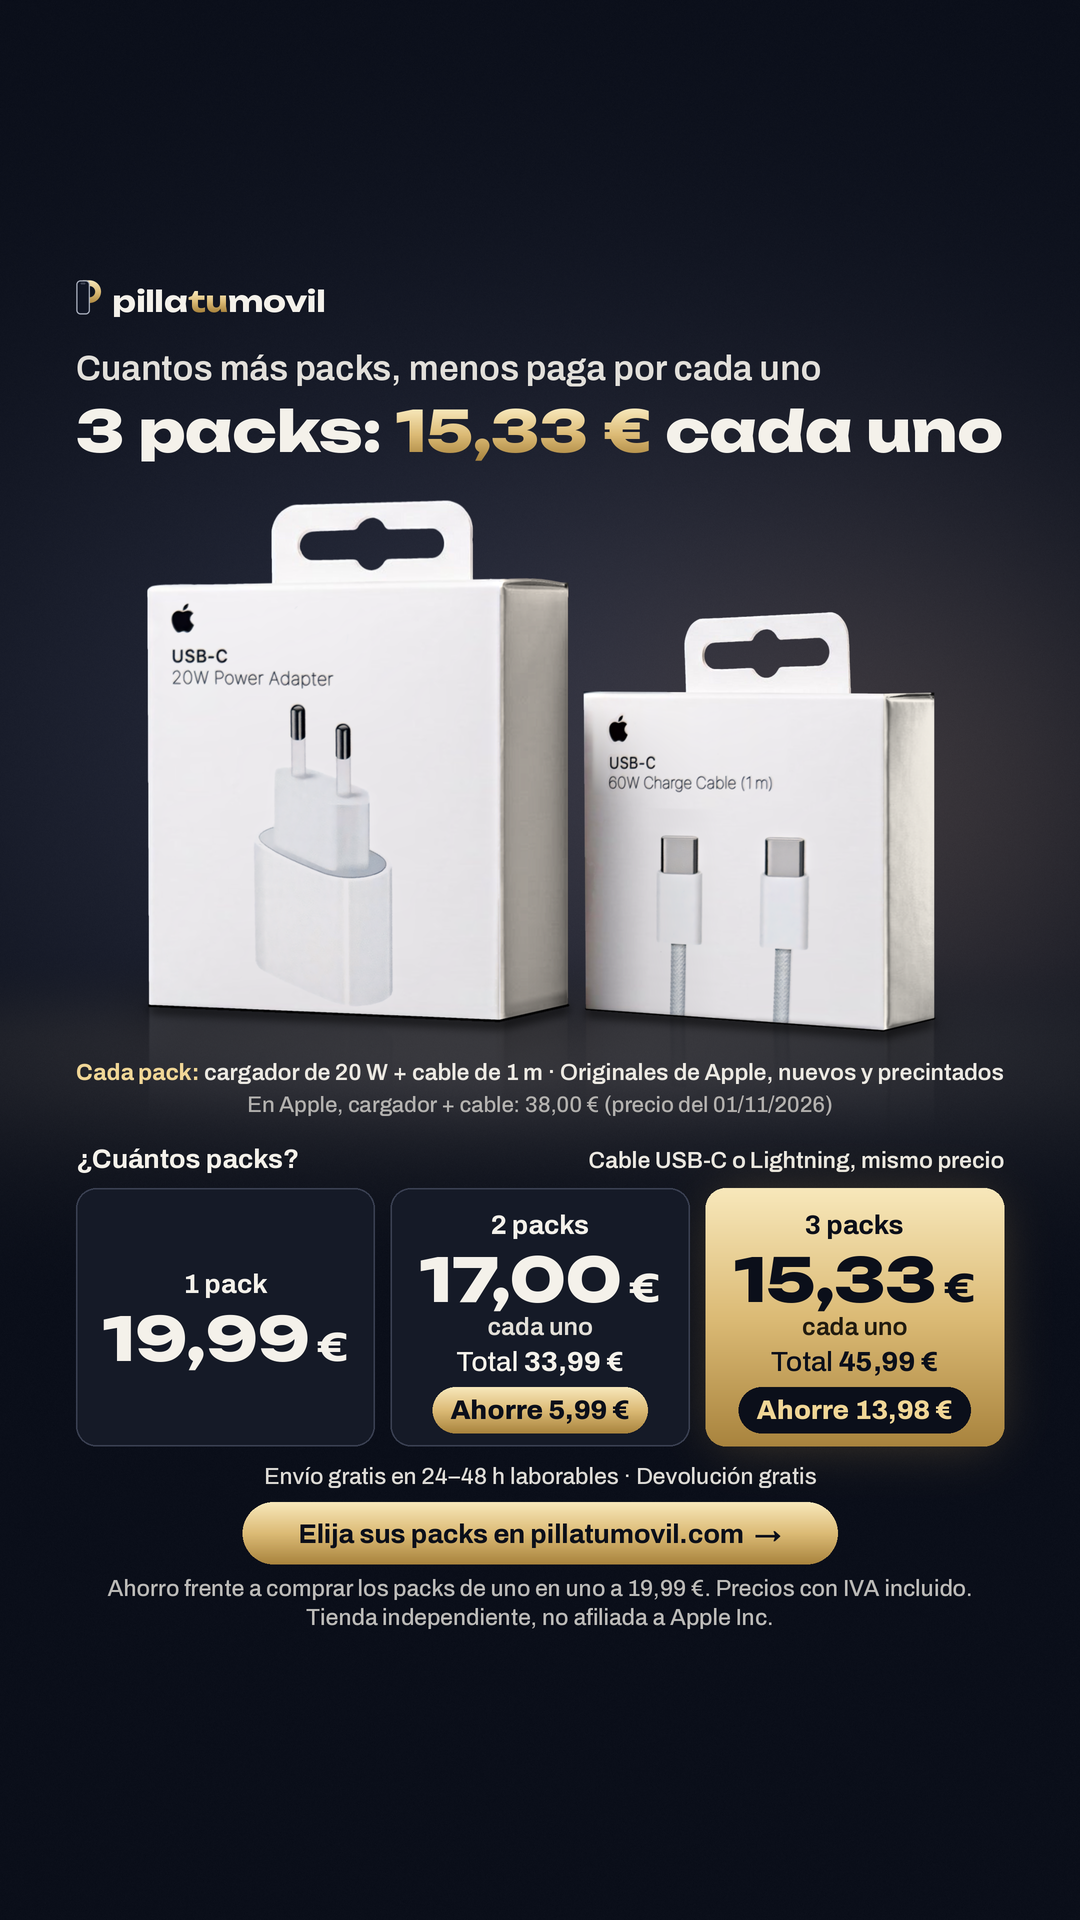 pillatumovil
Cuantos más packs, menos paga por cada uno
3 packs: 15,33 € cada uno
USB-C
20W Power Adapter
USB-C
60W Charge Cable (1 m)
Cada pack: cargador de 20 W + cable de 1 m · Originales de Apple, nuevos y precintados
En Apple, cargador + cable: 38,00 € (precio del 01/11/2026)
¿Cuántos packs?
Cable USB-C o Lightning, mismo precio
1 pack
19,99 €
2 packs
17,00 €
cada uno
Total 33,99 €
Ahorre 5,99 €
3 packs
15,33 €
cada uno
Total 45,99 €
Ahorre 13,98 €
Envío gratis en 24–48 h laborables · Devolución gratis
Elija sus packs en pillatumovil.com →
Ahorro frente a comprar los packs de uno en uno a 19,99 €. Precios con IVA incluido.
Tienda independiente, no afiliada a Apple Inc.